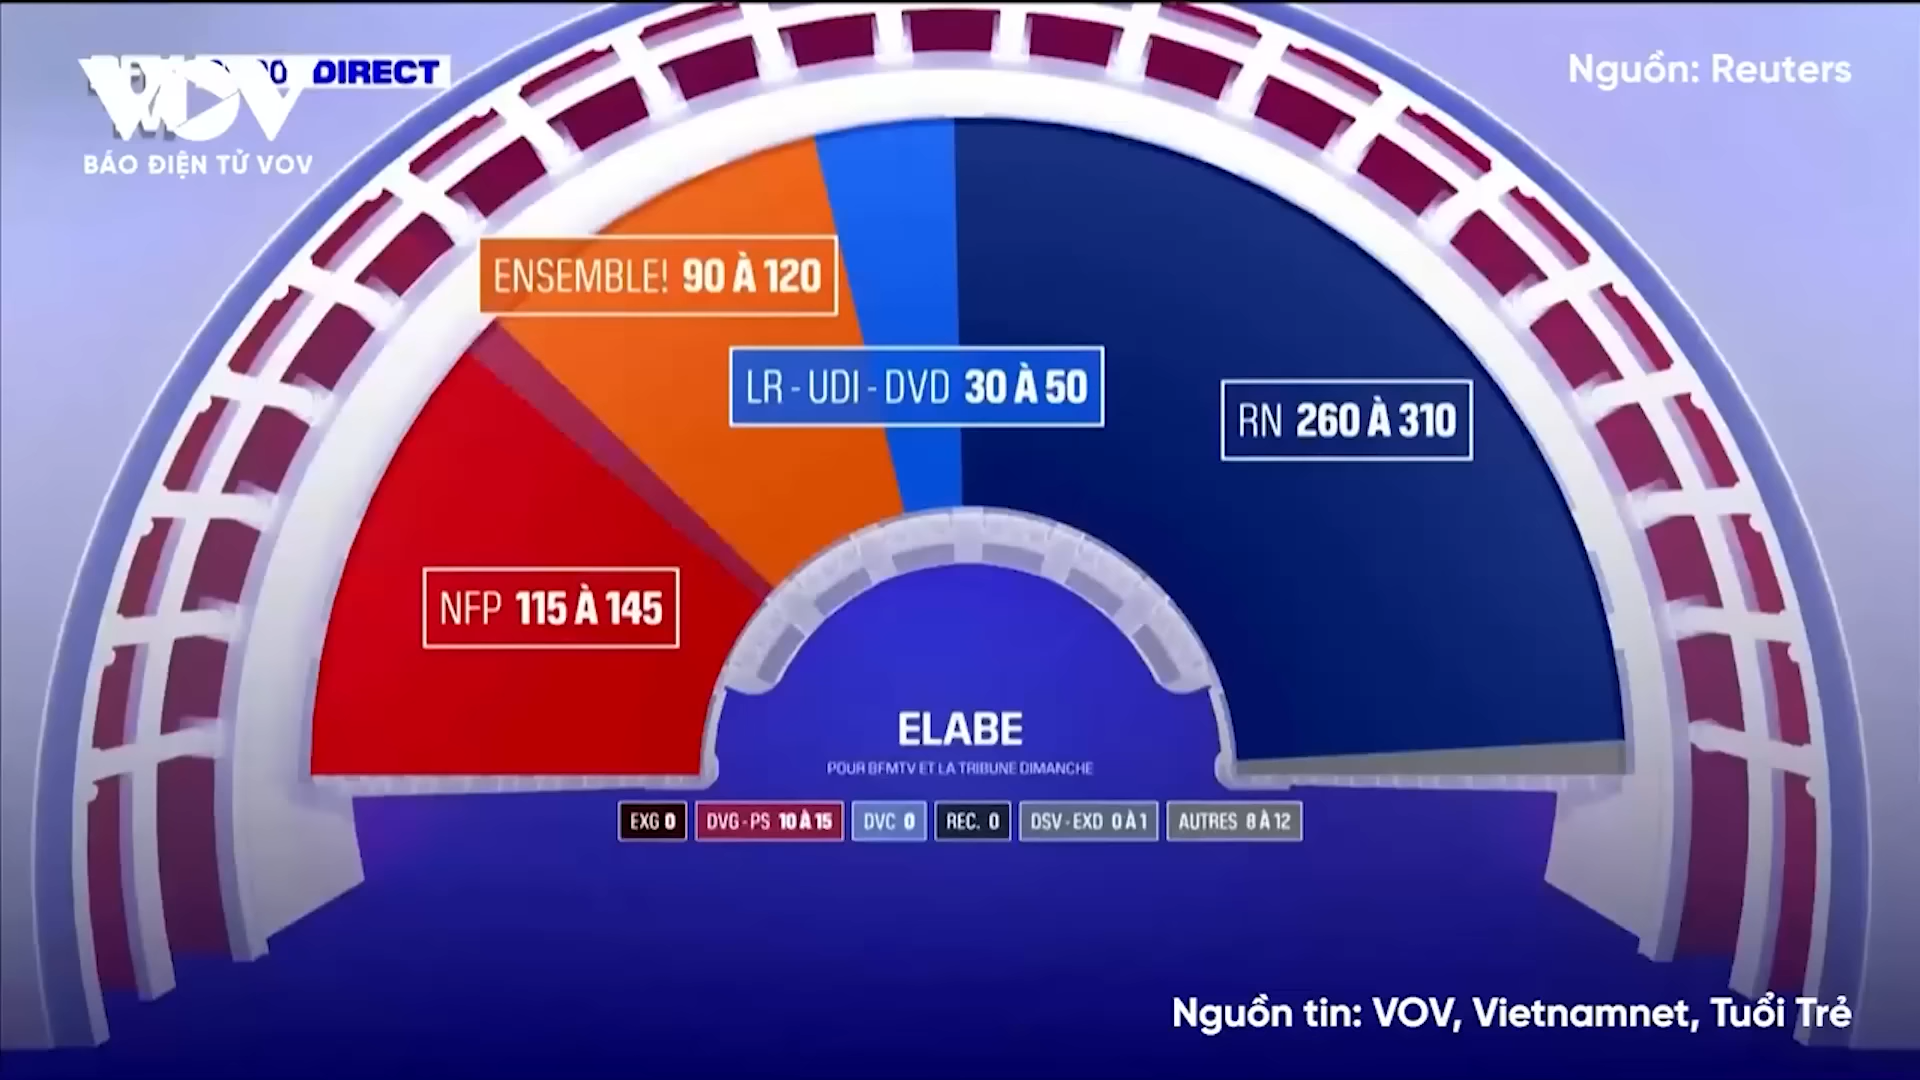 DIRECT
VOV
BÁO ĐIỆN TỬ VOV
Nguồn: Reuters
ENSEMBLE! 90 À 120
LR - UDI - DVD 30 À 50
RN 260 À 310
NFP 115 À 145
ELABE
POUR BFMTV ET LA TRIBUNE DIMANCHE
EXG 0
DVG - PS 10 À 15
DVC 0
REC. 0
DSV - EXD 0 À 1
AUTRES 8 À 12
Nguồn tin: VOV, Vietnamnet, Tuổi Trẻ